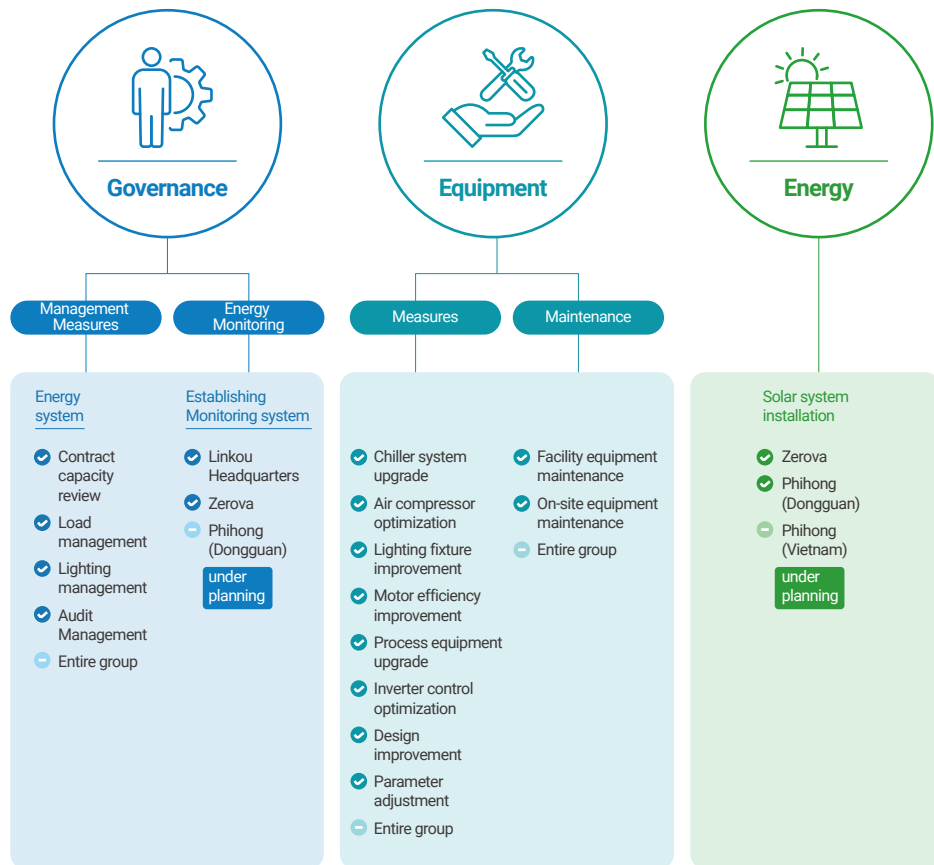 Governance
Equipment
Energy
Management
Measures
Energy
Monitoring
Measures
Maintenance
Energy
system
Contract
capacity
review
Load
management
Lighting
management
Audit
Management
Entire group
Establishing
Monitoring system
Linkou
Headquarters
Zerova
Phihong
(Dongguan)
under
planning
Chiller system
upgrade
Air compressor
optimization
Lighting fixture
improvement
Motor efficiency
improvement
Process equipment
upgrade
Inverter control
optimization
Design
improvement
Parameter
adjustment
Entire group
Facility equipment
maintenance
On-site equipment
maintenance
Entire group
Solar system
installation
Zerova
Phihong
(Dongguan)
Phihong
(Vietnam)
under
planning